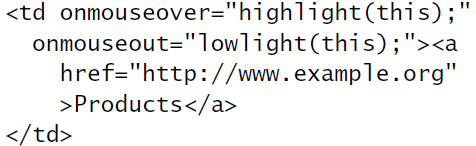 <td onmouseover="highlight(this);"
  onmouseout="lowlight(this);"><a
    href="http://www.example.org"
    >Products</a>
</td>